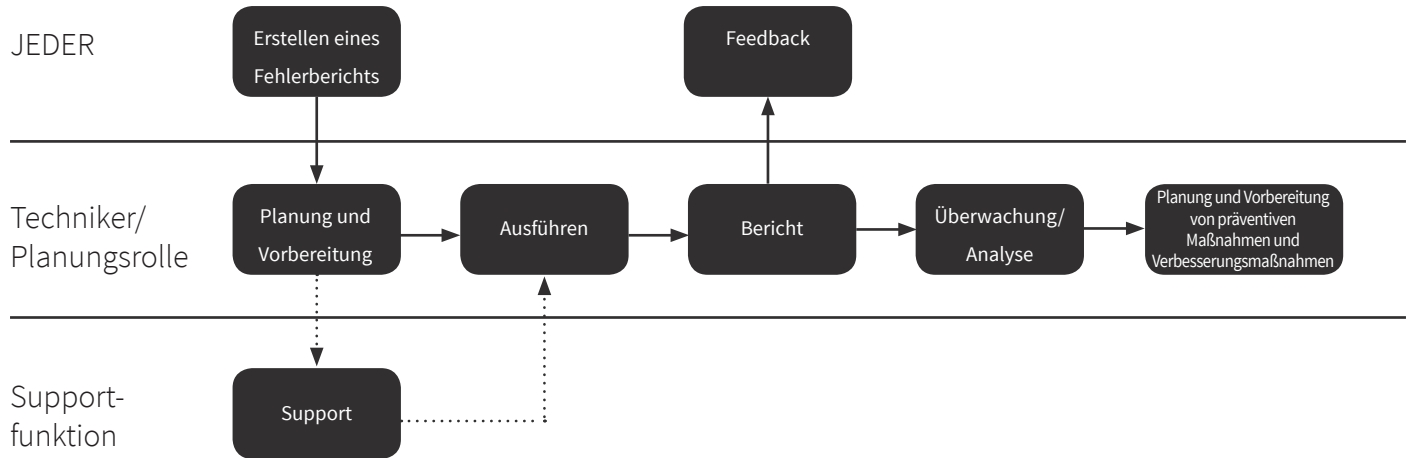 JEDER
Erstellen eines
Fehlerberichts
Feedback
Techniker/
Planungsrolle
Planung und
Vorbereitung
Ausführen
Bericht
Überwachung/
Analyse
Planung und Vorbereitung
von präventiven
Maßnahmen und
Verbesserungsmaßnahmen
Support-
funktion
Support